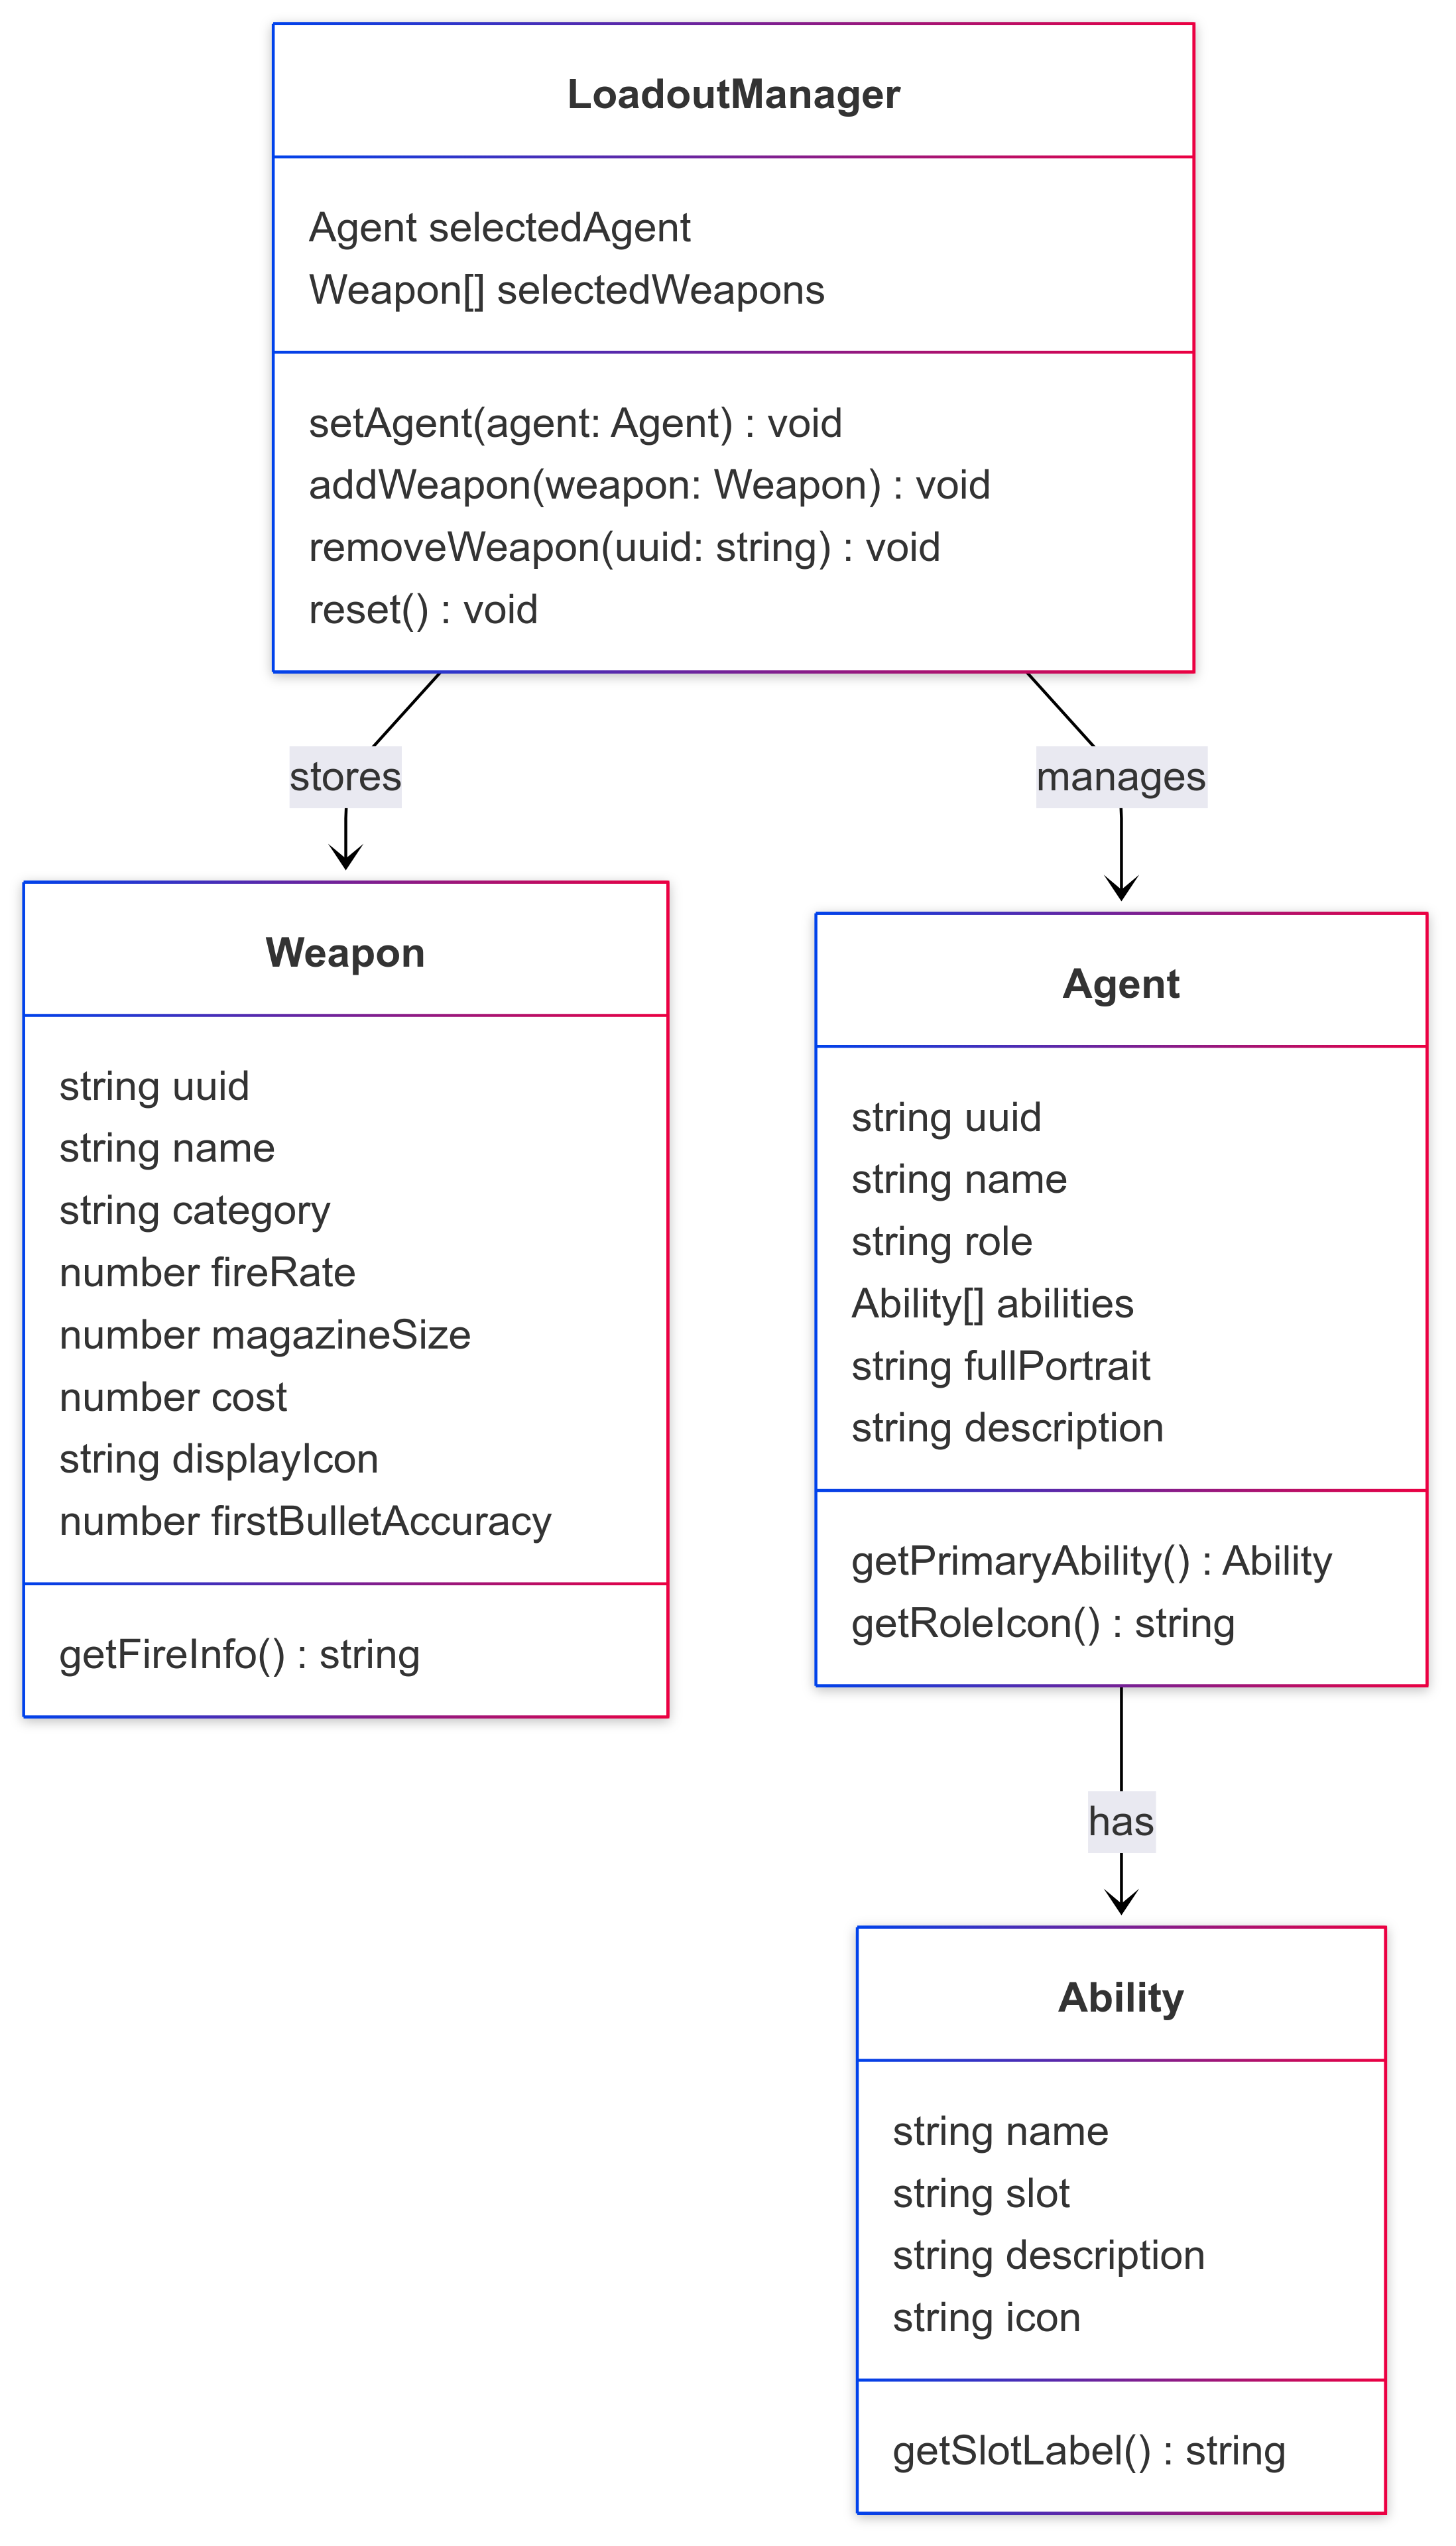 LoadoutManager
Agent selectedAgent
Weapon[] selectedWeapons
setAgent(agent: Agent) : void
addWeapon(weapon: Weapon) : void
removeWeapon(uuid: string) : void
reset() : void
stores
manages
Weapon
string uuid
string name
string category
number fireRate
number magazineSize
number cost
string displayIcon
number firstBulletAccuracy
getFireInfo() : string
Agent
string uuid
string name
string role
Ability[] abilities
string fullPortrait
string description
getPrimaryAbility() : Ability
getRoleIcon() : string
has
Ability
string name
string slot
string description
string icon
getSlotLabel() : string